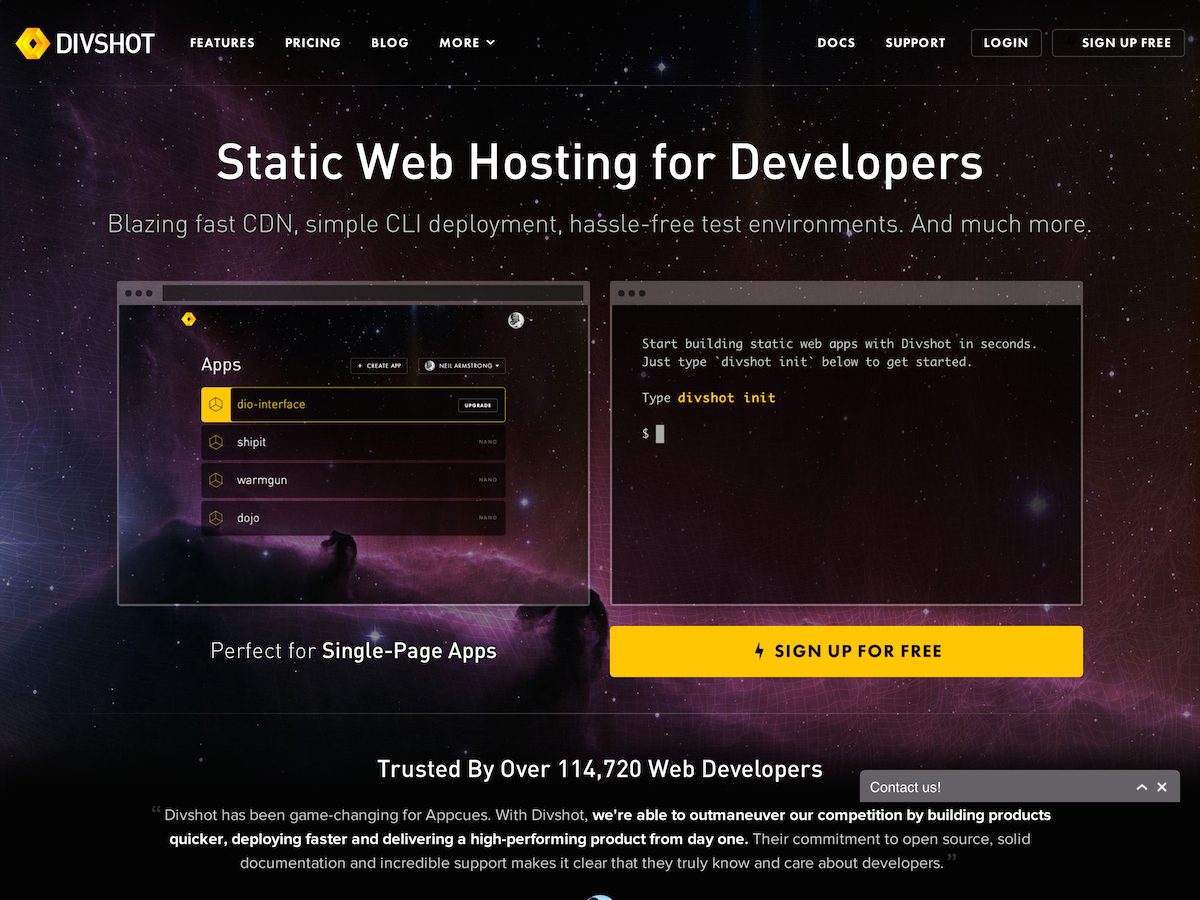 DIVSHOT
FEATURES
PRICING
BLOG
MORE
DOCS
SUPPORT
LOGIN
SIGN UP FREE
Static Web Hosting for Developers
Blazing fast CDN, simple CLI deployment, hassle-free test environments. And much more.
Apps
+ CREATE APP
NEIL ARMSTRONG
dio-interface
UPGRADE
shipit
NANO
warmgun
NANO
dojo
NANO
Start building static web apps with Divshot in seconds.
Just type `divshot init` below to get started.
Type divshot init
$
Perfect for Single-Page Apps
SIGN UP FOR FREE
Trusted By Over 114,720 Web Developers
Contact us!
“ Divshot has been game-changing for Appcues. With Divshot, we're able to outmaneuver our competition by building products
quicker, deploying faster and delivering a high-performing product from day one. Their commitment to open source, solid
documentation and incredible support makes it clear that they truly know and care about developers. ”